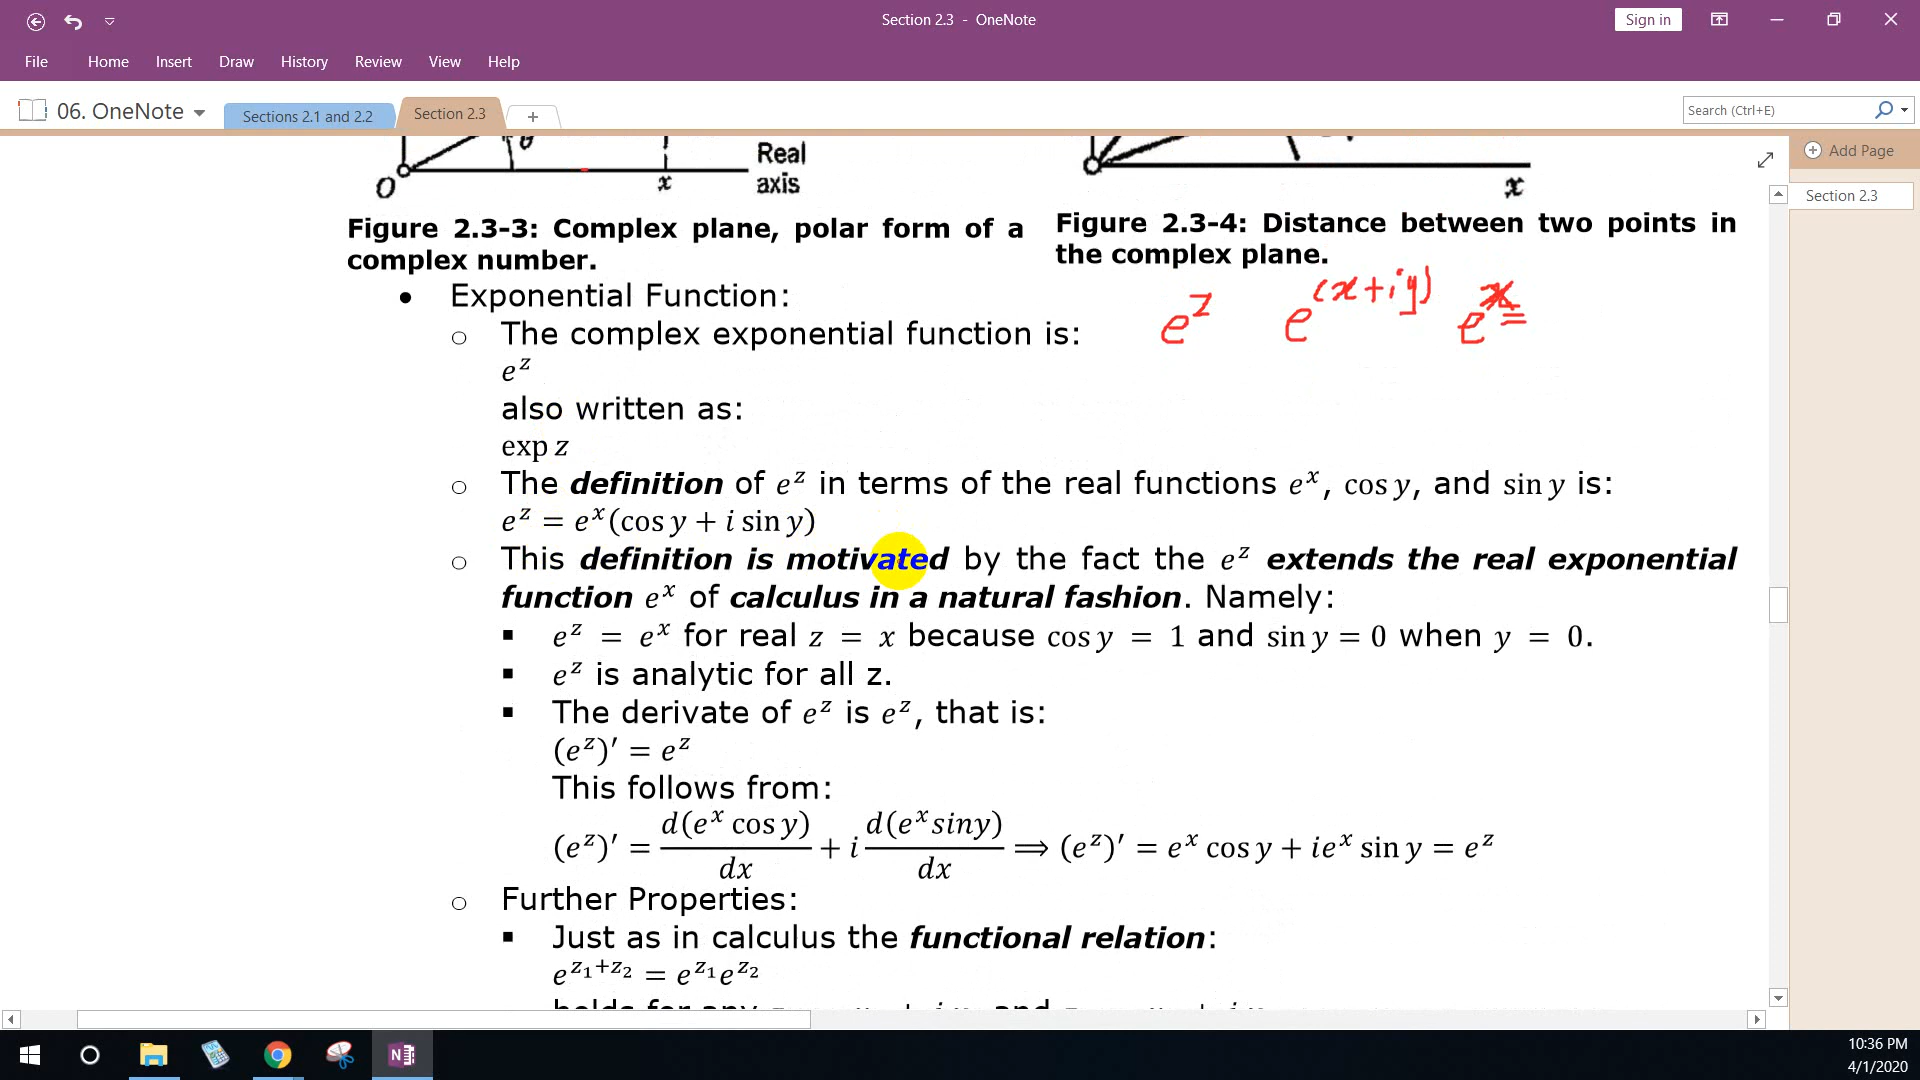 Section 2.3 - OneNote
Sign in
File Home Insert Draw History Review View Help
06. OneNote
Sections 2.1 and 2.2
Section 2.3
+
Search (Ctrl+E)
Add Page
Section 2.3
θ
Real
axis
O
x
x
Figure 2.3-3: Complex plane, polar form of a
complex number.
Figure 2.3-4: Distance between two points in
the complex plane.
e^z e^(x+iy) e^x
• Exponential Function:
o The complex exponential function is:
e^z
also written as:
exp z
o The definition of e^z in terms of the real functions e^x, cos y, and sin y is:
e^z = e^x(cos y + i sin y)
o This definition is motivated by the fact the e^z extends the real exponential
function e^x of calculus in a natural fashion. Namely:
▪ e^z = e^x for real z = x because cos y = 1 and sin y = 0 when y = 0.
▪ e^z is analytic for all z.
▪ The derivate of e^z is e^z, that is:
(e^z)′ = e^z
This follows from:
(e^z)′ = d(e^x cos y)/dx + i d(e^x siny)/dx ⟹ (e^z)′ = e^x cos y + ie^x sin y = e^z
o Further Properties:
▪ Just as in calculus the functional relation:
e^{z₁+z₂} = e^{z₁}e^{z₂}
holds for any
10:36 PM
4/1/2020